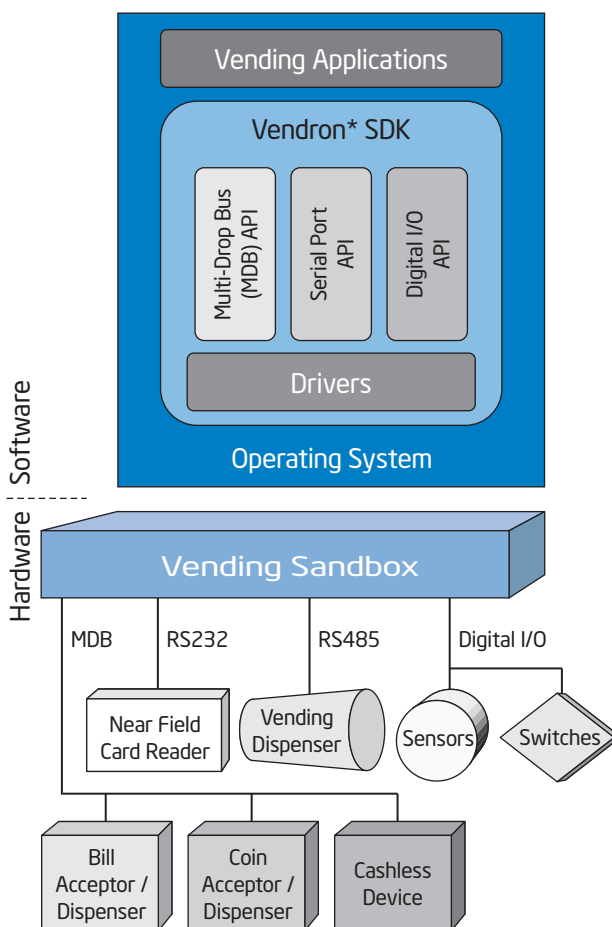 Vending Applications
Vendron* SDK
Multi-Drop Bus
(MDB) API
Serial Port
API
Digital I/O
API
Drivers
Operating System
Software
Hardware
Vending Sandbox
MDB
RS232
RS485
Digital I/O
Near Field
Card Reader
Vending
Dispenser
Sensors
Switches
Bill
Acceptor /
Dispenser
Coin
Acceptor /
Dispenser
Cashless
Device